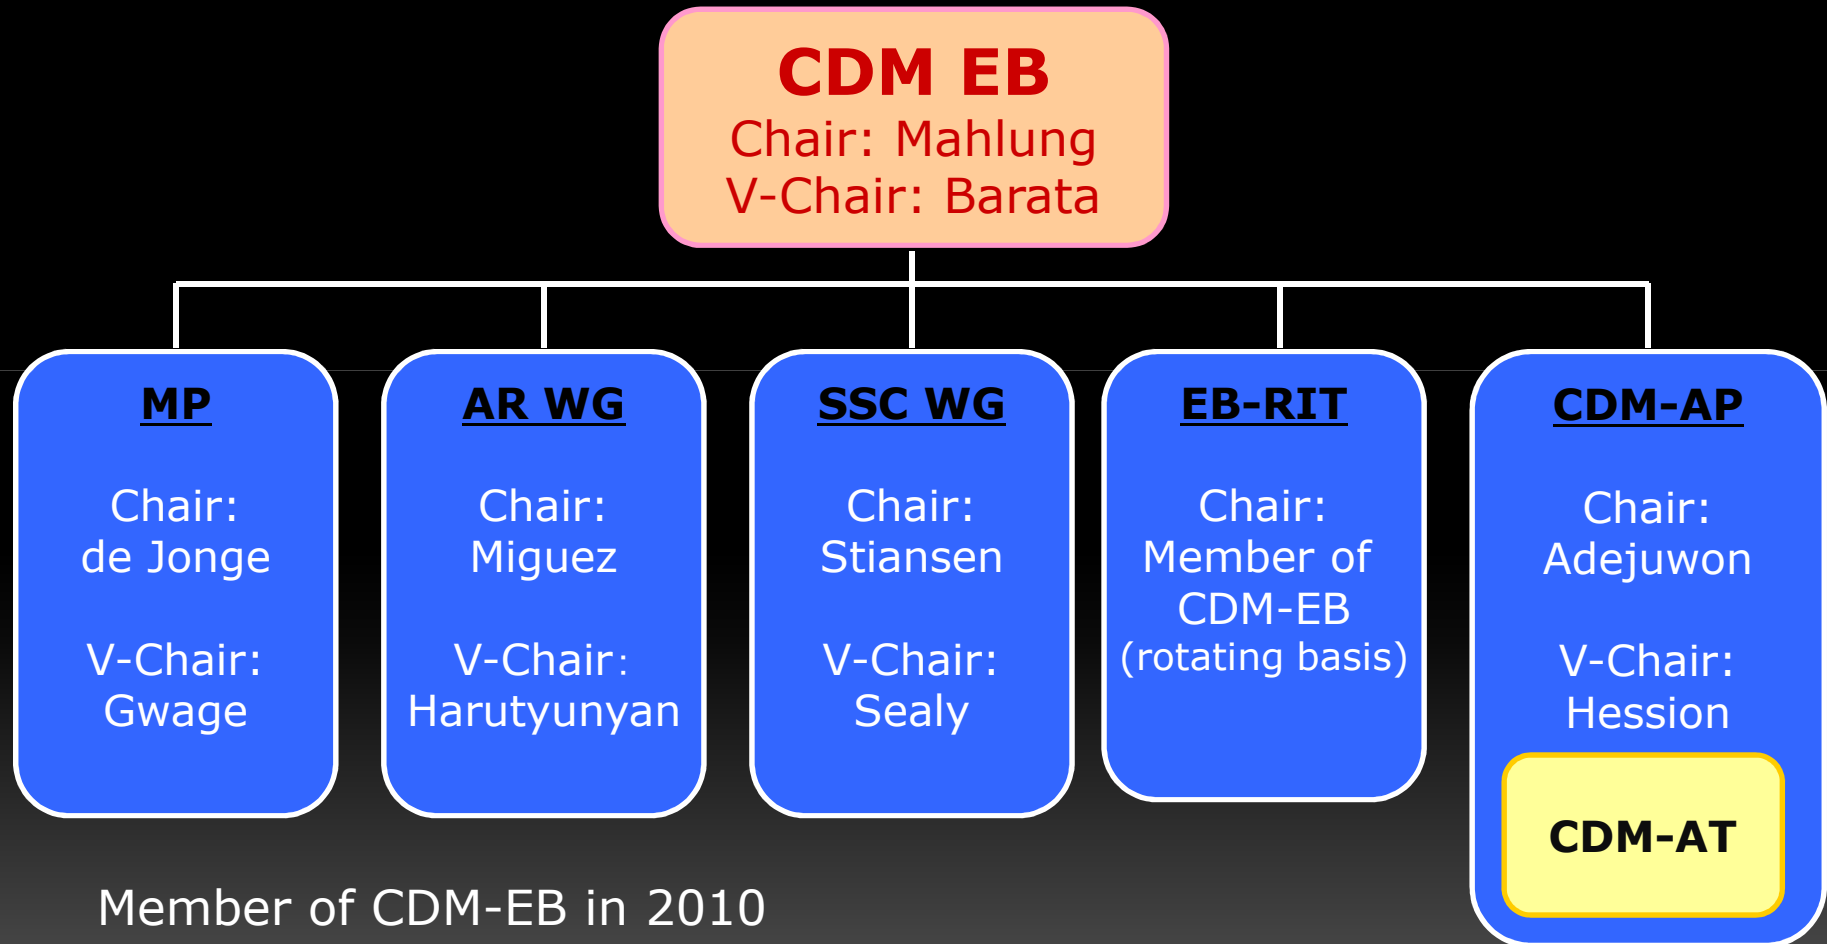 CDM EB
Chair: Mahlung
V-Chair: Barata
MP
Chair:
de Jonge
V-Chair:
Gwage
AR WG
Chair:
Miguez
V-Chair:
Harutyunyan
SSC WG
Chair:
Stiansen
V-Chair:
Sealy
EB-RIT
Chair:
Member of
CDM-EB
(rotating basis)
CDM-AP
Chair:
Adejuwon
V-Chair:
Hession
CDM-AT
Member of CDM-EB in 2010